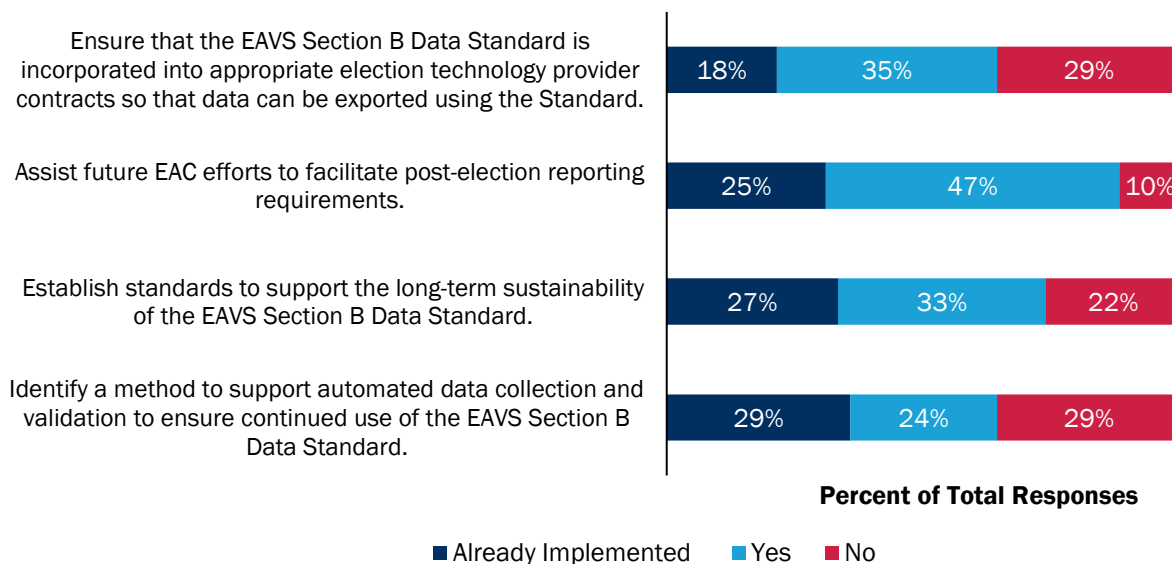 Ensure that the EAVS Section B Data Standard is
incorporated into appropriate election technology provider
contracts so that data can be exported using the Standard.
18% 35% 29%
Assist future EAC efforts to facilitate post-election reporting
requirements.
25% 47% 10%
Establish standards to support the long-term sustainability
of the EAVS Section B Data Standard.
27% 33% 22%
Identify a method to support automated data collection and
validation to ensure continued use of the EAVS Section B
Data Standard.
29% 24% 29%
Percent of Total Responses
Already Implemented Yes No